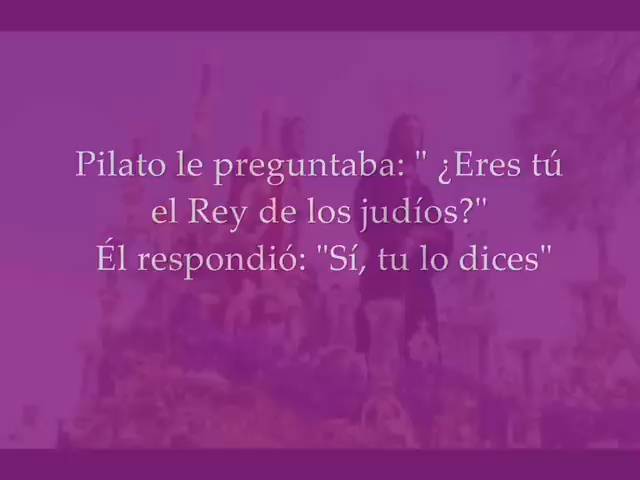 Pilato le preguntaba: " ¿Eres tú
el Rey de los judíos?"
Él respondió: "Sí, tu lo dices"